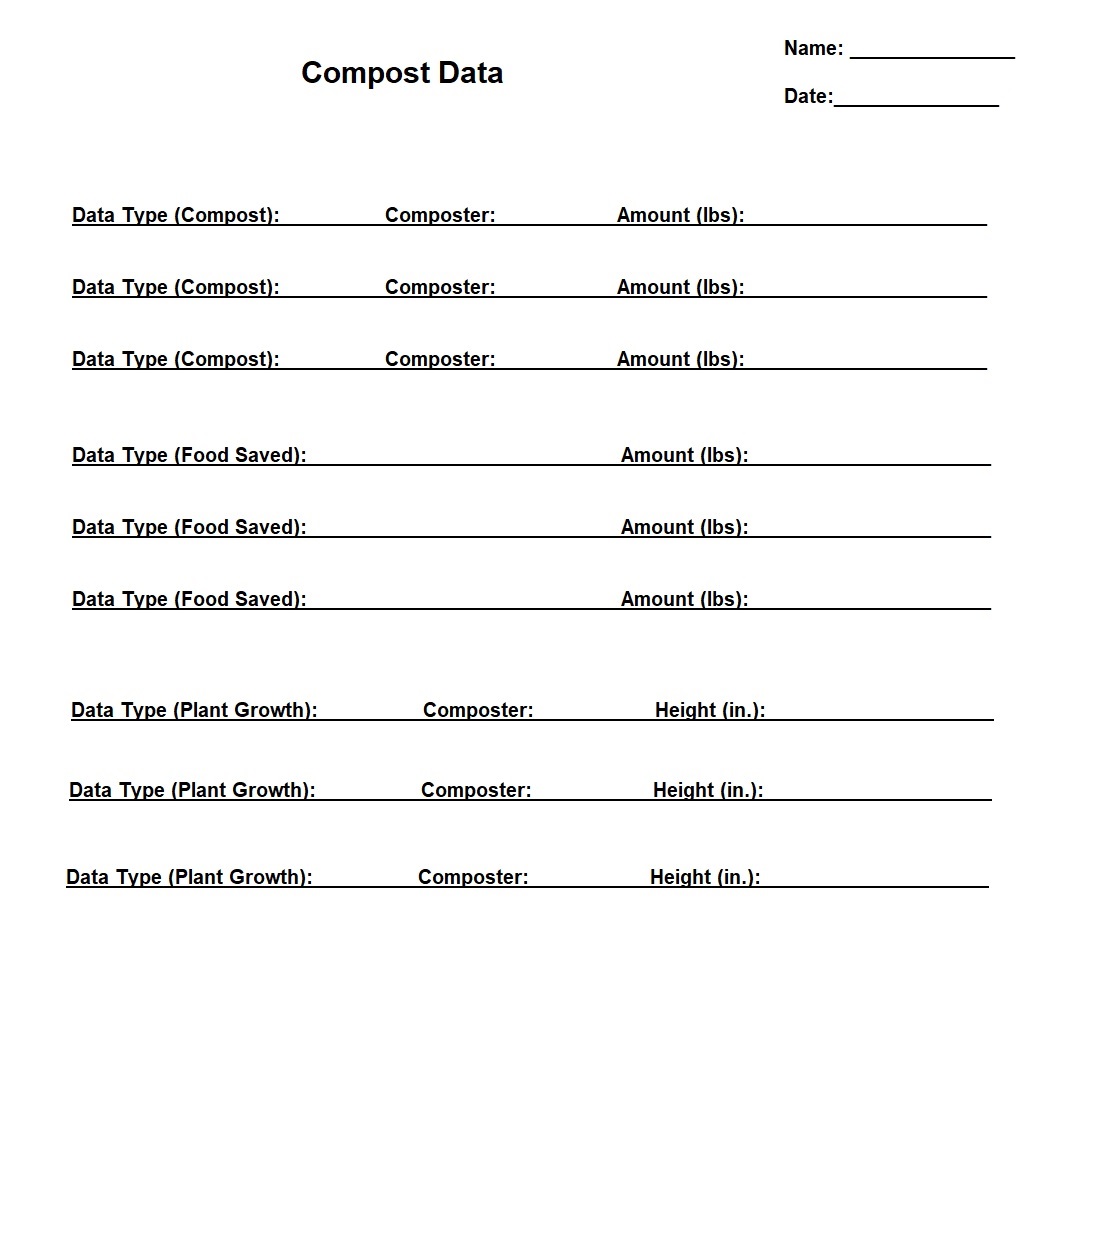 Name: _______________
Compost Data
Date:_______________
Data Type (Compost): Composter: Amount (lbs):
Data Type (Compost): Composter: Amount (lbs):
Data Type (Compost): Composter: Amount (lbs):
Data Type (Food Saved): Amount (lbs):
Data Type (Food Saved): Amount (lbs):
Data Type (Food Saved): Amount (lbs):
Data Type (Plant Growth): Composter: Height (in.):
Data Type (Plant Growth): Composter: Height (in.):
Data Type (Plant Growth): Composter: Height (in.):